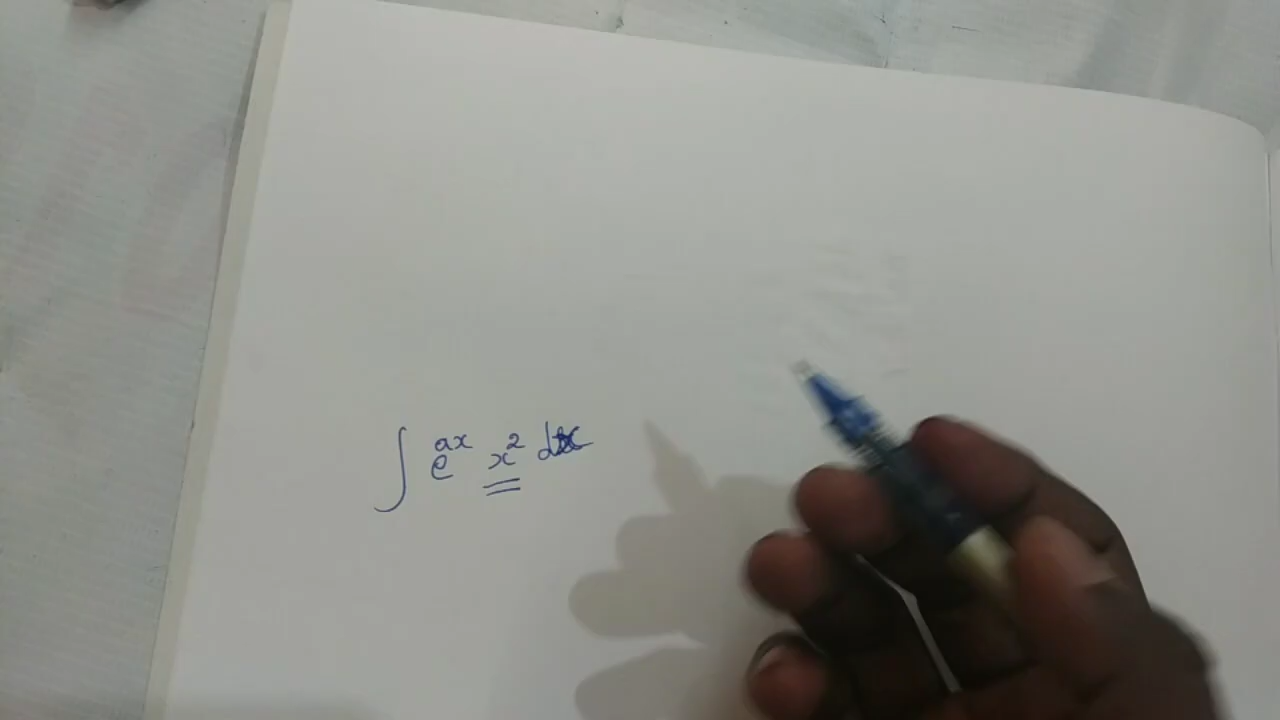 ∫ e^{ax} x^2 dx